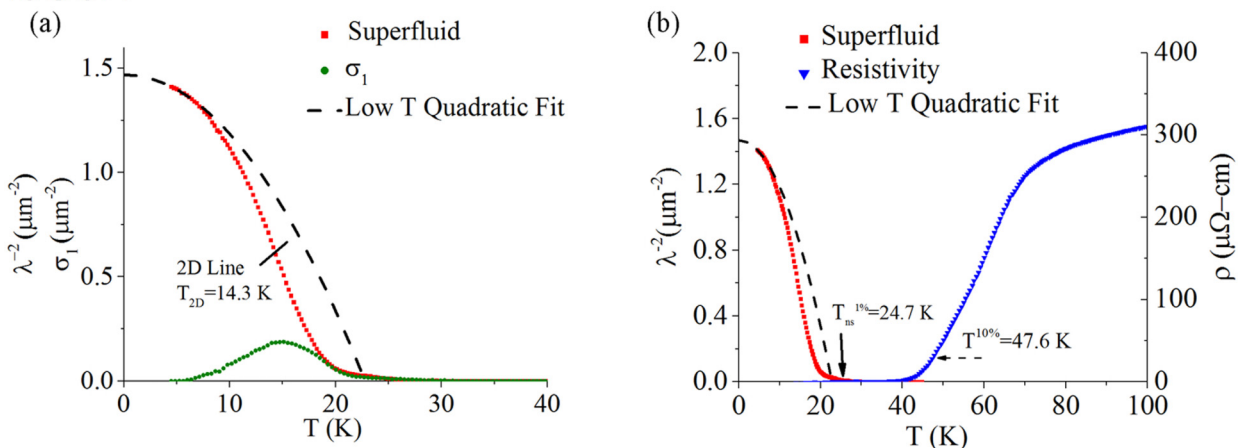 (a)
Superfluid
σ₁
Low T Quadratic Fit
λ⁻² (μm⁻²)
σ₁ (μm⁻²)
1.5
1.0
0.5
0.0
2D Line
T₂D=14.3 K
0 10 20 30 40
T (K)
(b)
Superfluid
Resistivity
Low T Quadratic Fit
λ⁻²(μm⁻²)
2.0
1.6
1.2
0.8
0.4
0.0
Tₙₛ¹%=24.7 K
T¹⁰%=47.6 K
400
300
200
100
0
ρ (μΩ–cm)
0 20 40 60 80 100
T (K)